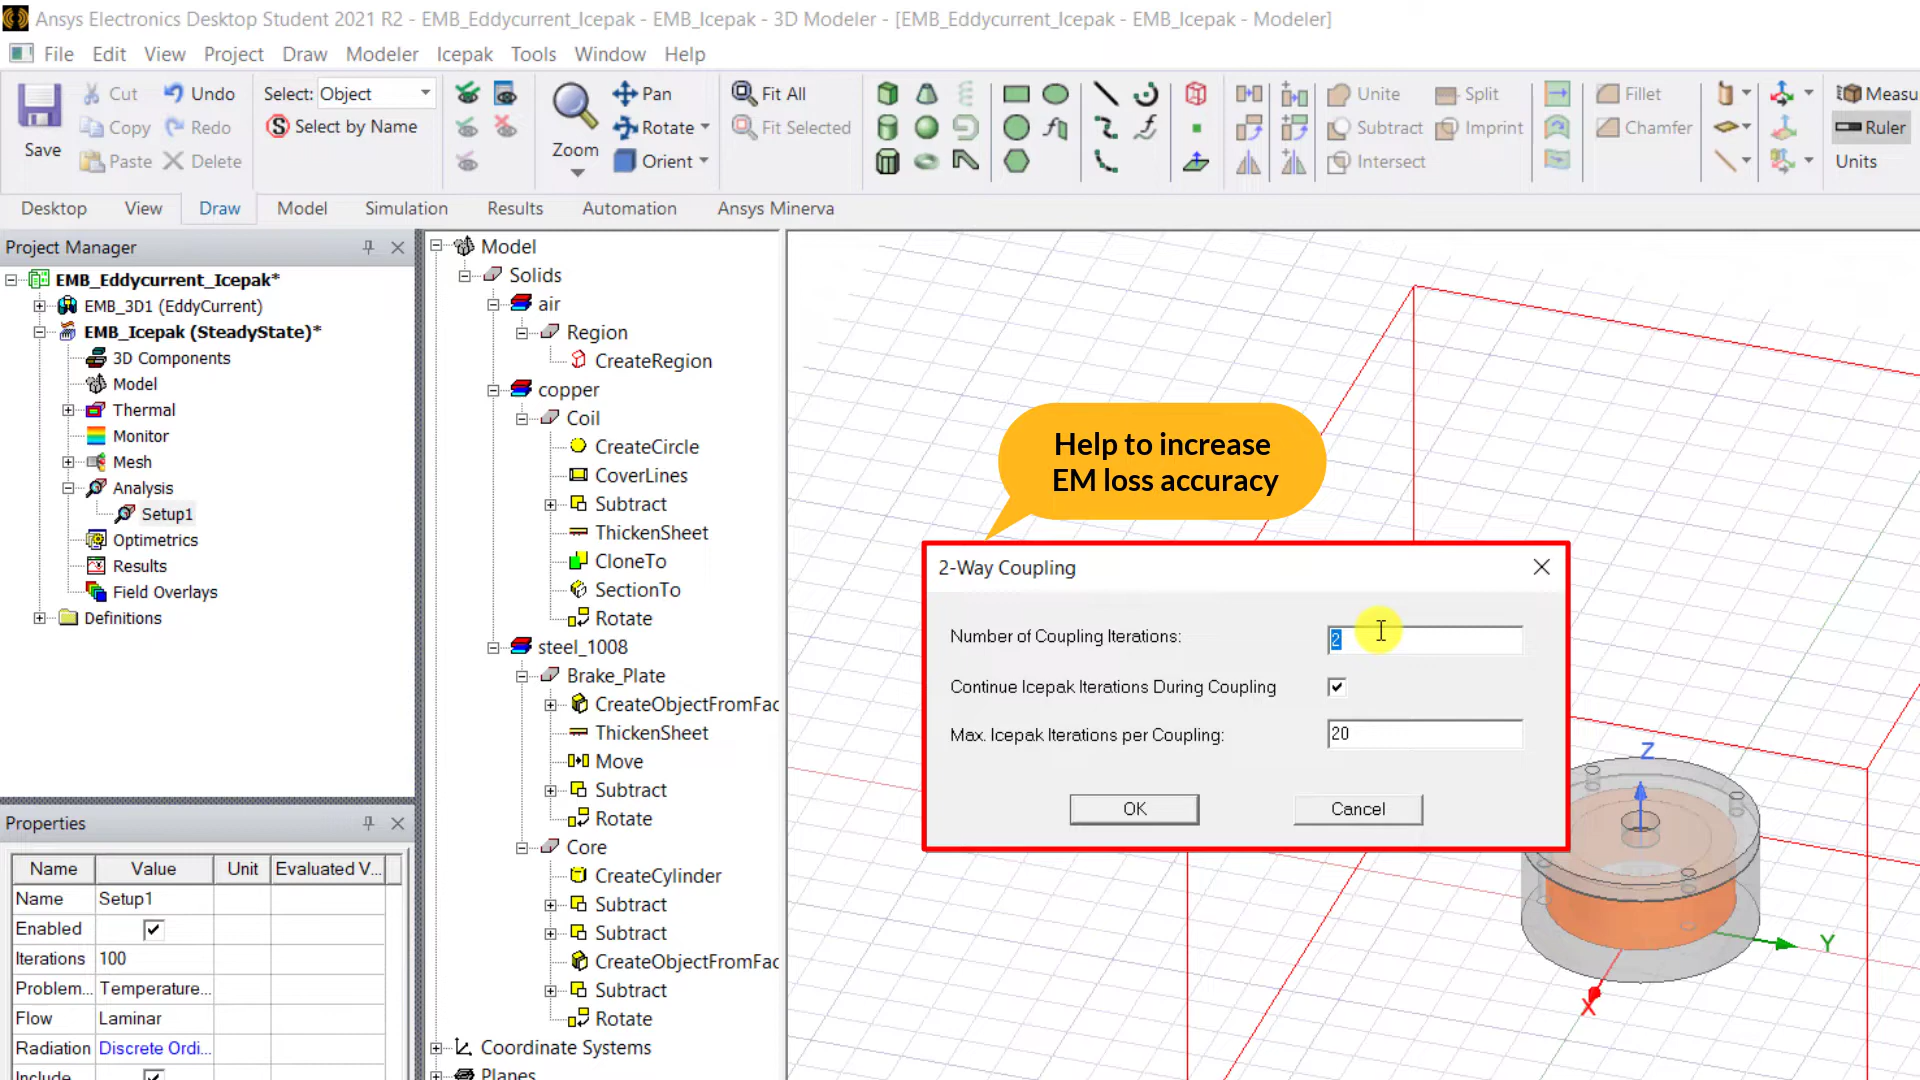 Ansys Electronics Desktop Student 2021 R2 - EMB_Eddycurrent_Icepak - EMB_Icepak - 3D Modeler - [EMB_Eddycurrent_Icepak - EMB_Icepak - Modeler]
File Edit View Project Draw Modeler Icepak Tools Window Help
Save
Cut
Copy
Paste
Undo
Redo
Delete
Select: Object
Select by Name
Zoom
Pan
Rotate
Orient
Fit All
Fit Selected
Unite
Subtract
Intersect
Split
Imprint
Fillet
Chamfer
Measu
Ruler
Units
Desktop View Draw Model Simulation Results Automation Ansys Minerva
Project Manager
EMB_Eddycurrent_Icepak*
EMB_3D1 (EddyCurrent)
EMB_Icepak (SteadyState)*
3D Components
Model
Thermal
Monitor
Mesh
Analysis
Setup1
Optimetrics
Results
Field Overlays
Definitions
Properties
Name Value Unit Evaluated V...
Name Setup1
Enabled
Iterations 100
Problem... Temperature...
Flow Laminar
Radiation Discrete Ordi...
Include
Model
Solids
air
Region
CreateRegion
copper
Coil
CreateCircle
CoverLines
Subtract
ThickenSheet
CloneTo
SectionTo
Rotate
steel_1008
Brake_Plate
CreateObjectFromFac
ThickenSheet
Move
Subtract
Rotate
Core
CreateCylinder
Subtract
Subtract
CreateObjectFromFac
Subtract
Rotate
Coordinate Systems
Planes
Help to increase
EM loss accuracy
2-Way Coupling
Number of Coupling Iterations: 2
Continue Icepak Iterations During Coupling
Max. Icepak Iterations per Coupling: 20
OK Cancel
Z
Y
X